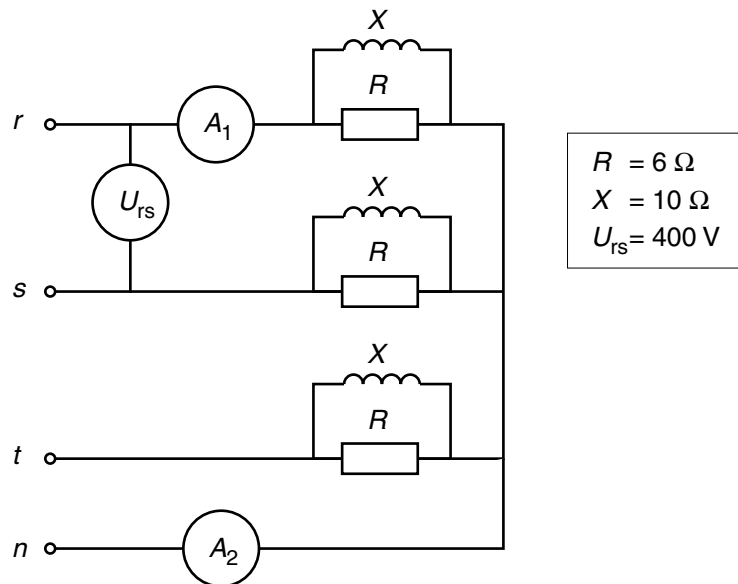 X
R
r
A1
Urs
X
R
s
X
R
t
n
A2
R = 6 Ω
X = 10 Ω
Urs= 400 V